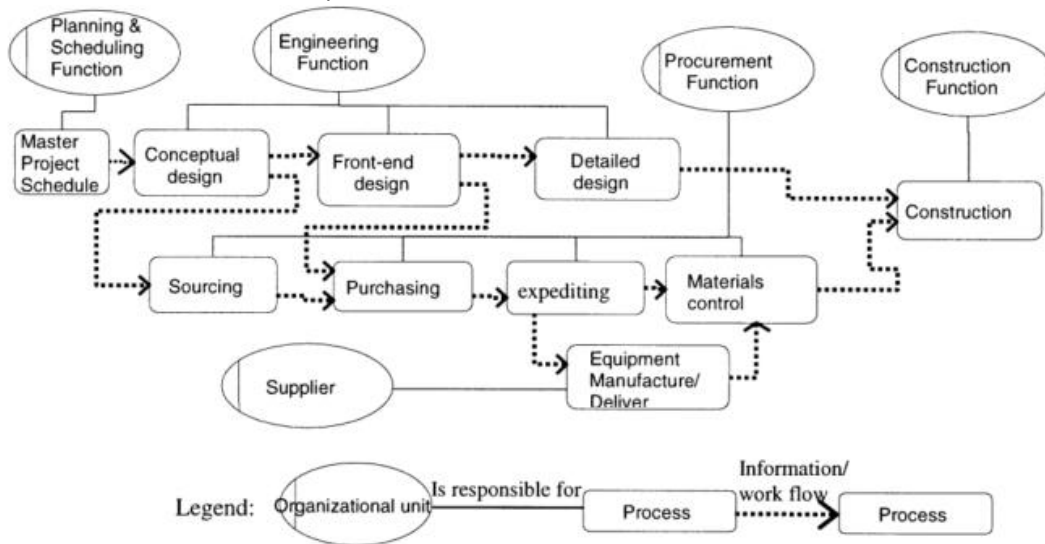 Planning &
Scheduling
Function
Engineering
Function
Procurement
Function
Construction
Function
Master
Project
Schedule
Conceptual
design
Front-end
design
Detailed
design
Construction
Sourcing
Purchasing
expediting
Materials
control
Supplier
Equipment
Manufacture/
Deliver
Legend:
Organizational unit
Is responsible for
Process
Information/
work flow
Process